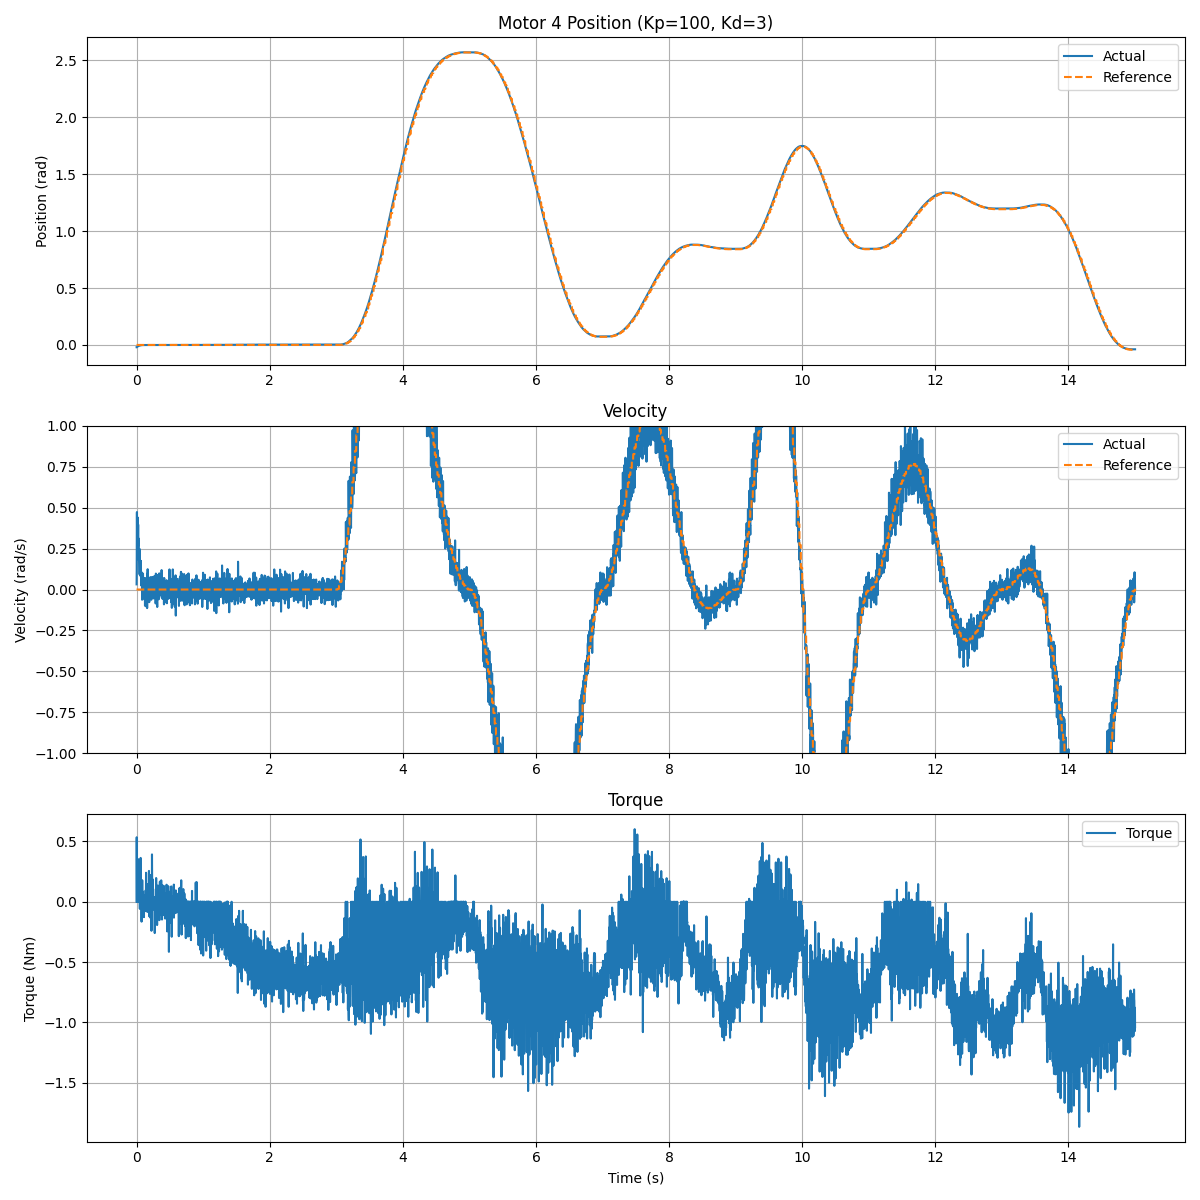 Motor 4 Position (Kp=100, Kd=3)
Actual
Reference
Position (rad)
2.5
2.0
1.5
1.0
0.5
0.0
0 2 4 6 8 10 12 14
Velocity
Actual
Reference
Velocity (rad/s)
1.00
0.75
0.50
0.25
0.00
−0.25
−0.50
−0.75
−1.00
0 2 4 6 8 10 12 14
Torque
Torque
Torque (Nm)
0.5
0.0
−0.5
−1.0
−1.5
0 2 4 6 8 10 12 14
Time (s)